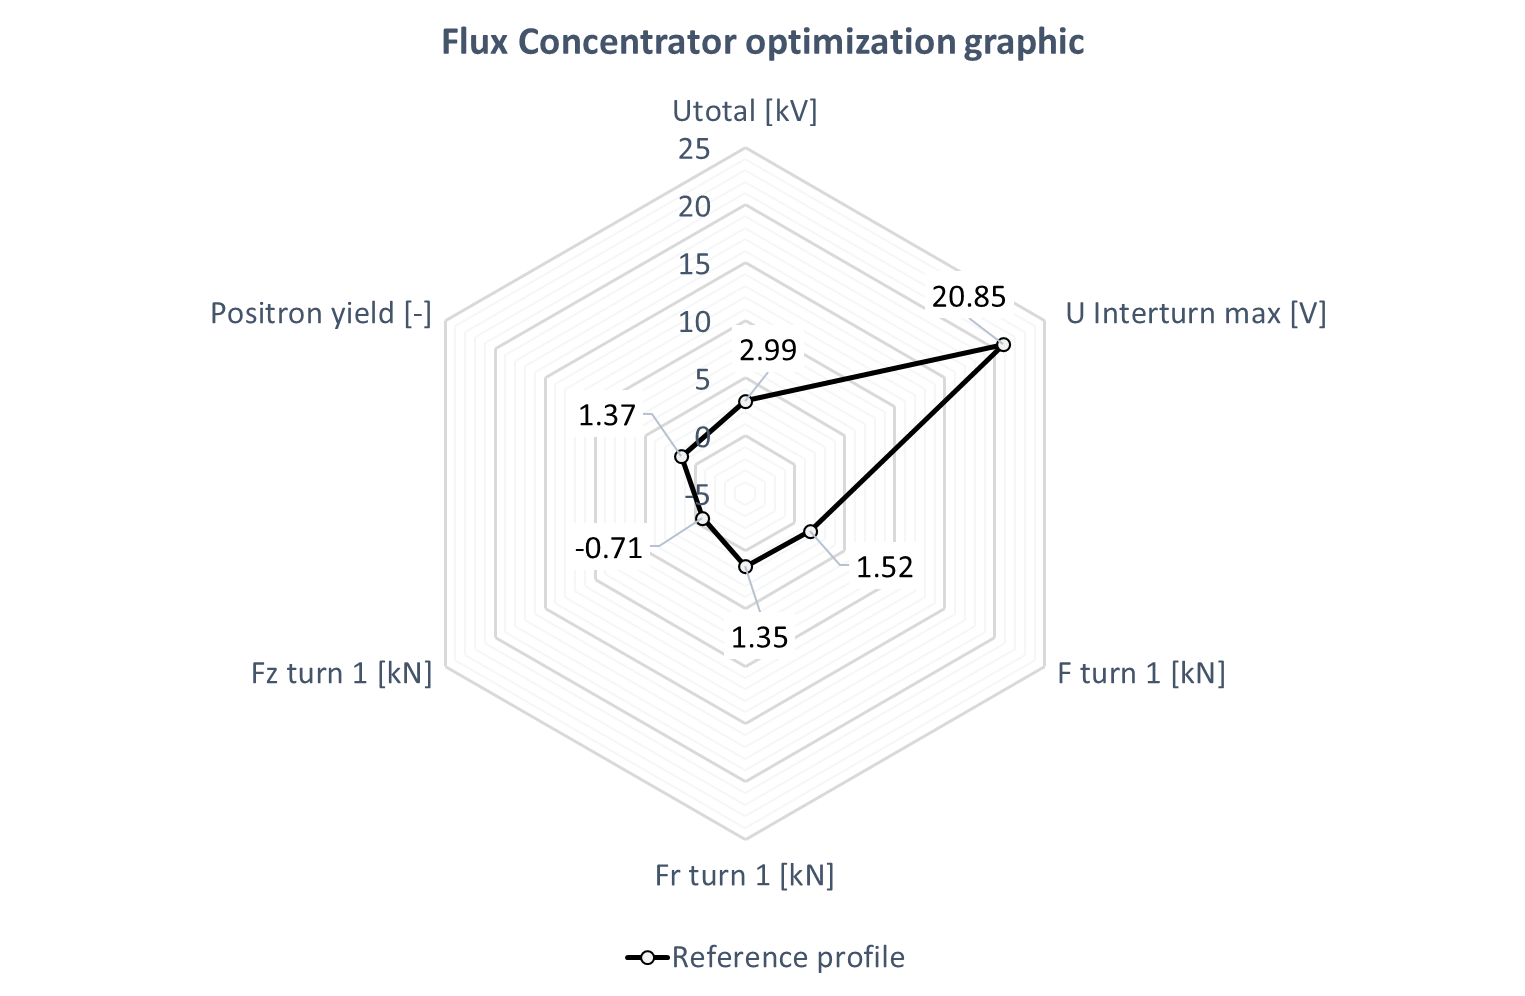 Flux Concentrator optimization graphic
Utotal [kV]
25
20
15
10
5
0
-5
20.85
U Interturn max [V]
Positron yield [-]
2.99
1.37
-0.71
1.52
1.35
Fz turn 1 [kN]
F turn 1 [kN]
Fr turn 1 [kN]
Reference profile